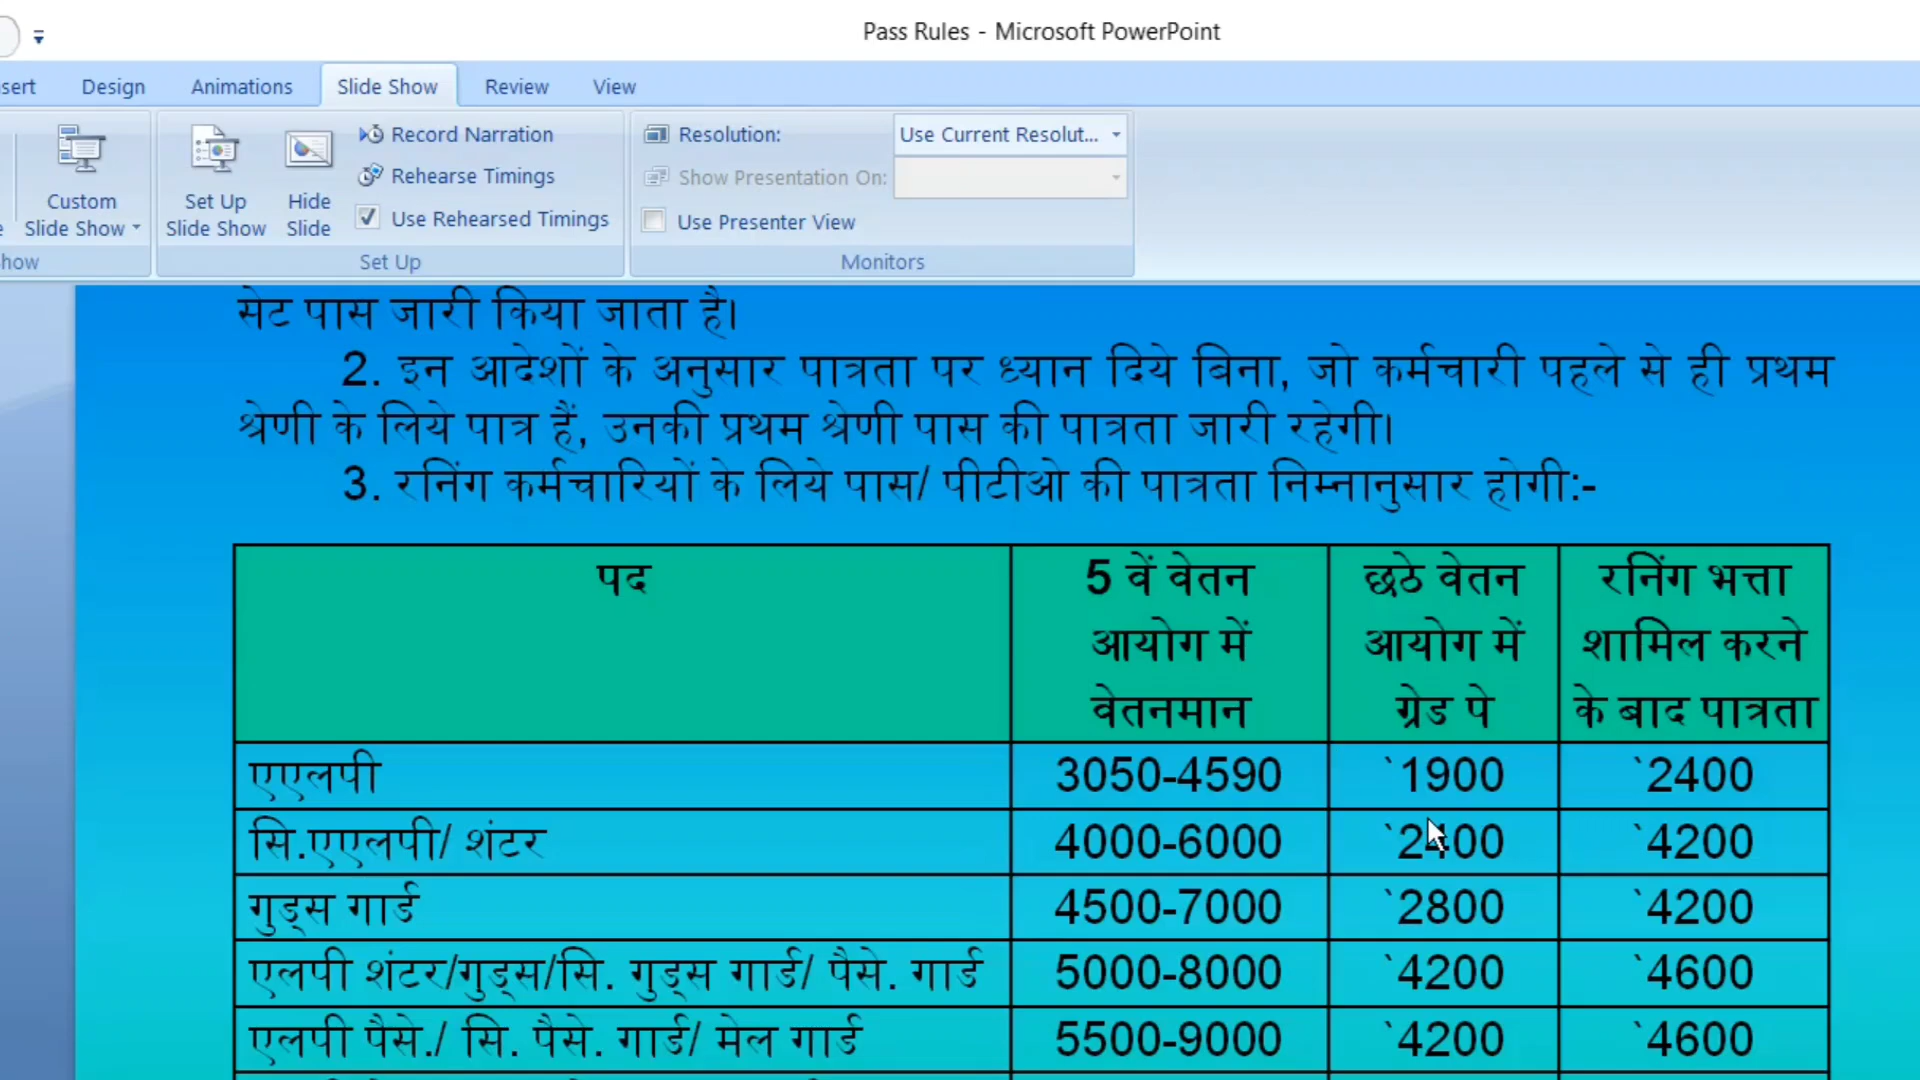 Pass Rules - Microsoft PowerPoint
Design Animations Slide Show Review View
Record Narration
Rehearse Timings
Use Rehearsed Timings
Custom
Slide Show
Set Up
Slide Show
Hide
Slide
Set Up
Resolution: Use Current Resolut...
Show Presentation On:
Use Presenter View
Monitors
सेट पास जारी किया जाता है।
2. इन आदेशों के अनुसार पात्रता पर ध्यान दिये बिना, जो कर्मचारी पहले से ही प्रथम
श्रेणी के लिये पात्र हैं, उनकी प्रथम श्रेणी पास की पात्रता जारी रहेगी।
3. रनिंग कर्मचारियों के लिये पास/ पीटीओ की पात्रता निम्नानुसार होगी:-
पद
5 वें वेतन
आयोग में
वेतनमान
छठे वेतन
आयोग में
ग्रेड पे
रनिंग भत्ता
शामिल करने
के बाद पात्रता
एएलपी 3050-4590 `1900 `2400
सि.एएलपी/ शंटर 4000-6000 `2400 `4200
गुड्स गार्ड 4500-7000 `2800 `4200
एलपी शंटर/गुड्स/सि. गुड्स गार्ड/ पैसे. गार्ड 5000-8000 `4200 `4600
एलपी पैसे./ सि. पैसे. गार्ड/ मेल गार्ड 5500-9000 `4200 `4600